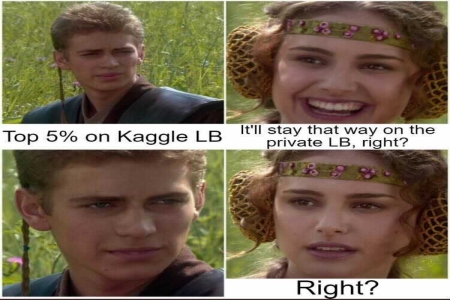 Top 5% on Kaggle LB
It'll stay that way on the
private LB, right?
Right?